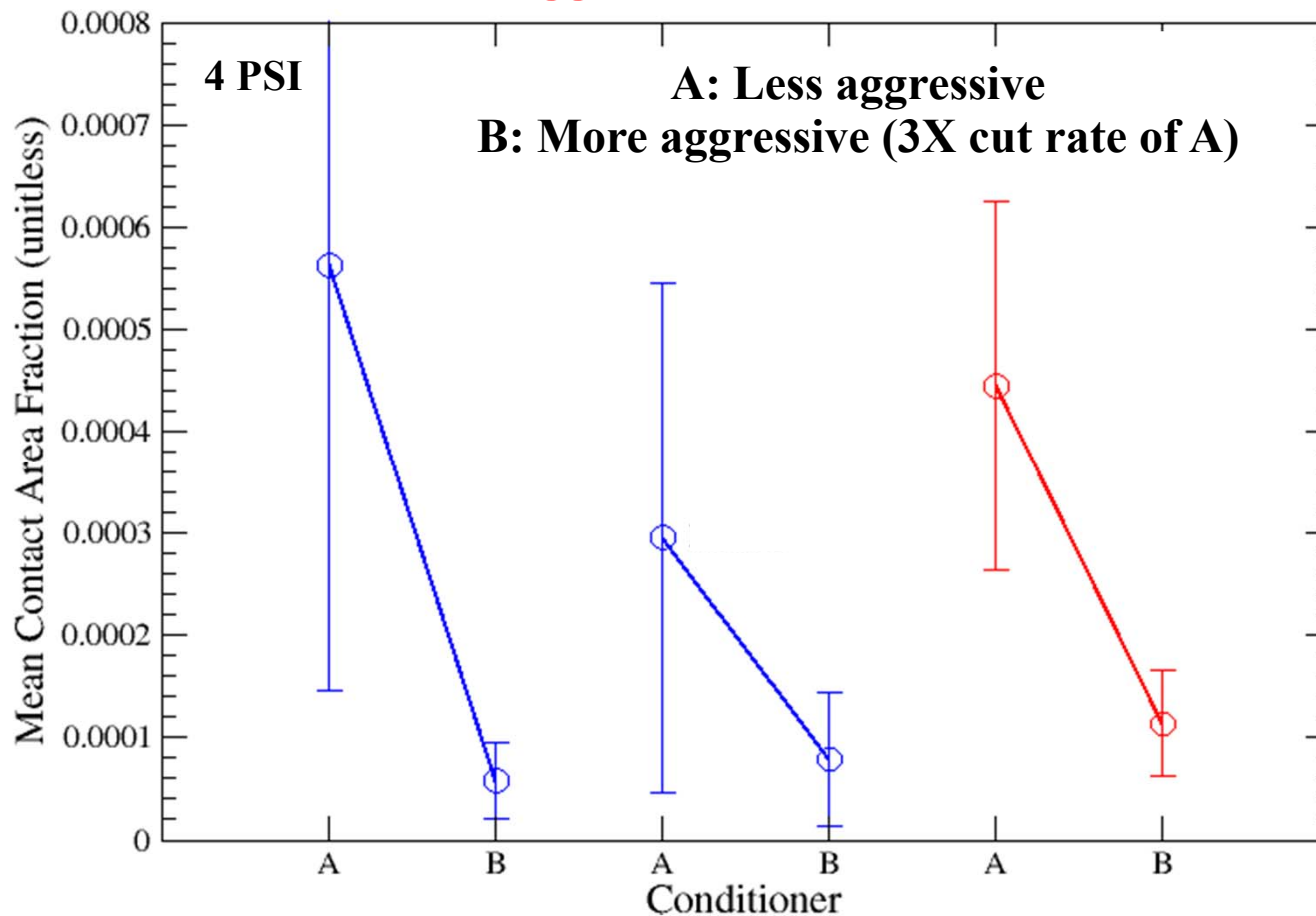 0.0008
4 PSI
A: Less aggressive
B: More aggressive (3X cut rate of A)
0.0007
0.0006
0.0005
0.0004
0.0003
0.0002
0.0001
0
Mean Contact Area Fraction (unitless)
A B A B A B
Conditioner